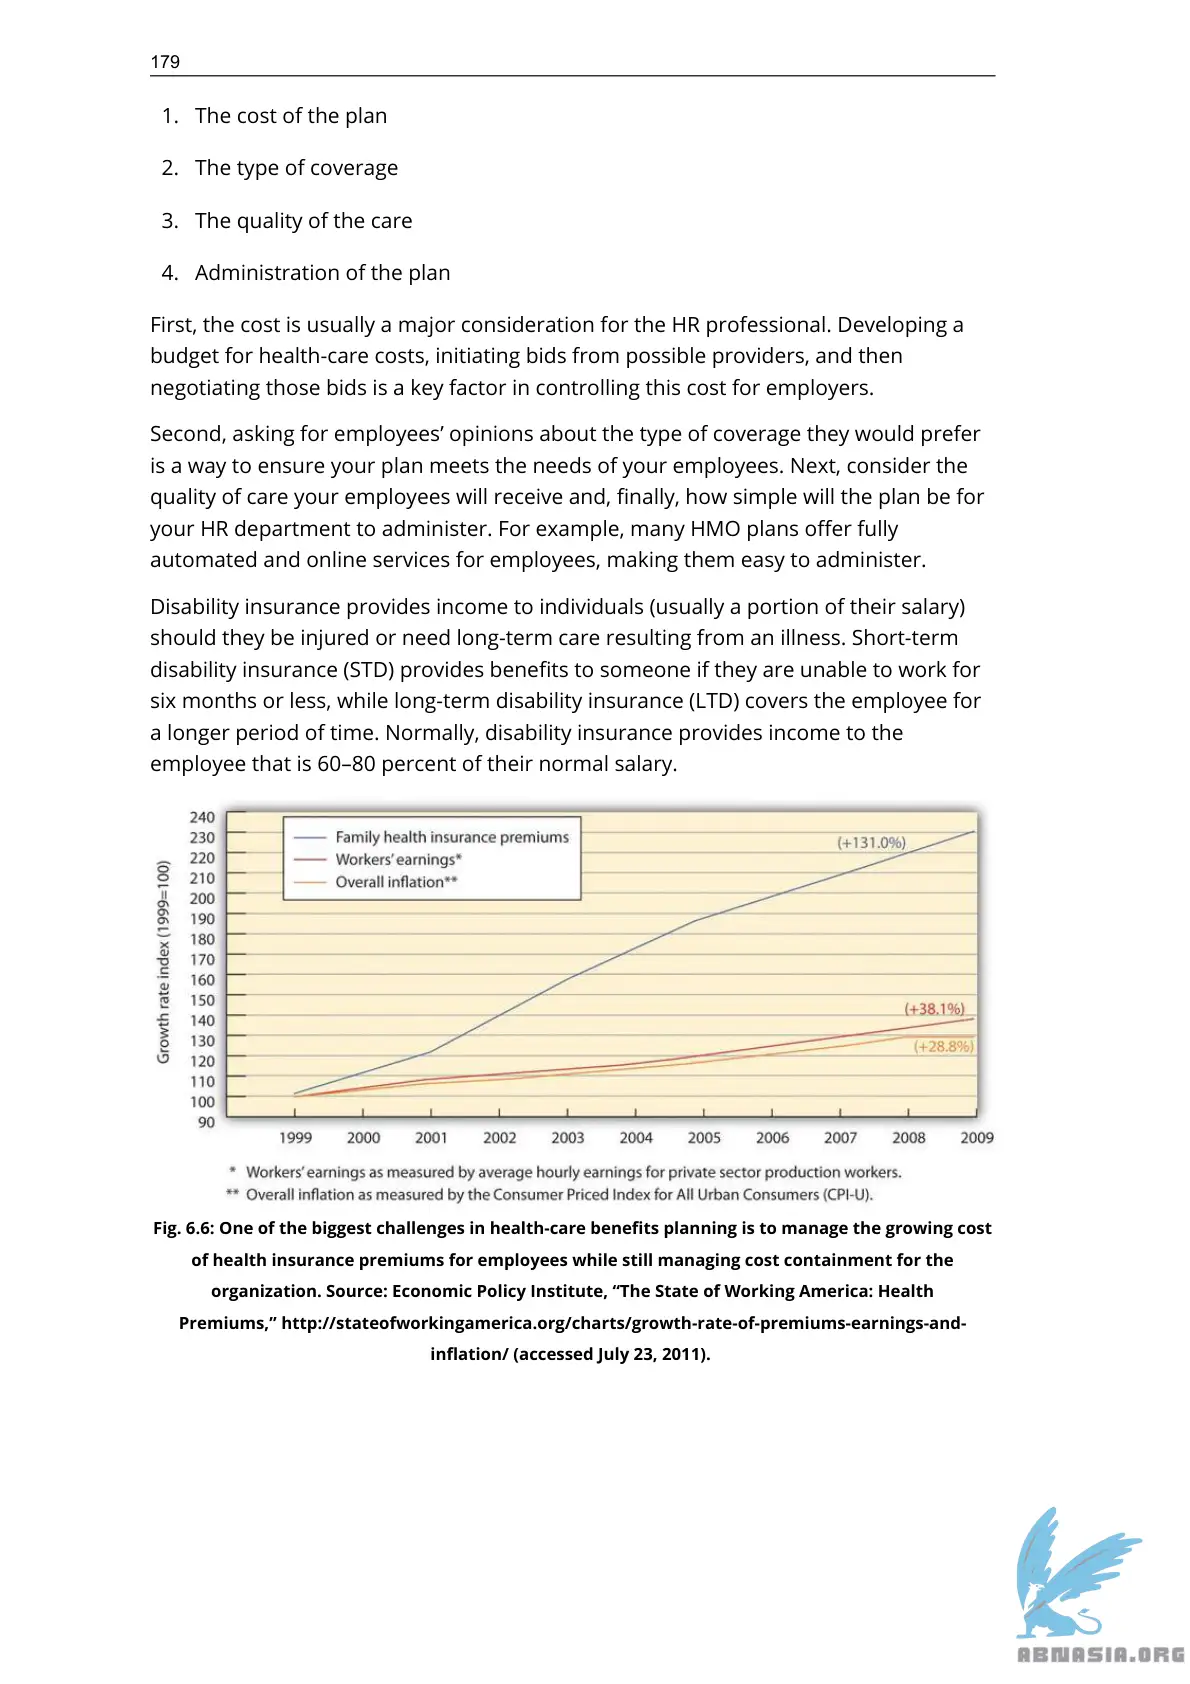 179
1. The cost of the plan
2. The type of coverage
3. The quality of the care
4. Administration of the plan
First, the cost is usually a major consideration for the HR professional. Developing a
budget for health-care costs, initiating bids from possible providers, and then
negotiating those bids is a key factor in controlling this cost for employers.
Second, asking for employees’ opinions about the type of coverage they would prefer
is a way to ensure your plan meets the needs of your employees. Next, consider the
quality of care your employees will receive and, finally, how simple will the plan be for
your HR department to administer. For example, many HMO plans offer fully
automated and online services for employees, making them easy to administer.
Disability insurance provides income to individuals (usually a portion of their salary)
should they be injured or need long-term care resulting from an illness. Short-term
disability insurance (STD) provides benefits to someone if they are unable to work for
six months or less, while long-term disability insurance (LTD) covers the employee for
a longer period of time. Normally, disability insurance provides income to the
employee that is 60–80 percent of their normal salary.
Growth rate index (1999=100)
240
230
220
210
200
190
180
170
160
150
140
130
120
110
100
90
Family health insurance premiums
Workers’ earnings*
Overall inflation**
(+131.0%)
(+38.1%)
(+28.8%)
1999 2000 2001 2002 2003 2004 2005 2006 2007 2008 2009
* Workers’ earnings as measured by average hourly earnings for private sector production workers.
** Overall inflation as measured by the Consumer Priced Index for All Urban Consumers (CPI-U).
Fig. 6.6: One of the biggest challenges in health-care benefits planning is to manage the growing cost
of health insurance premiums for employees while still managing cost containment for the
organization. Source: Economic Policy Institute, “The State of Working America: Health
Premiums,” http://stateofworkingamerica.org/charts/growth-rate-of-premiums-earnings-and-
inflation/ (accessed July 23, 2011).
ABNASIA.ORG